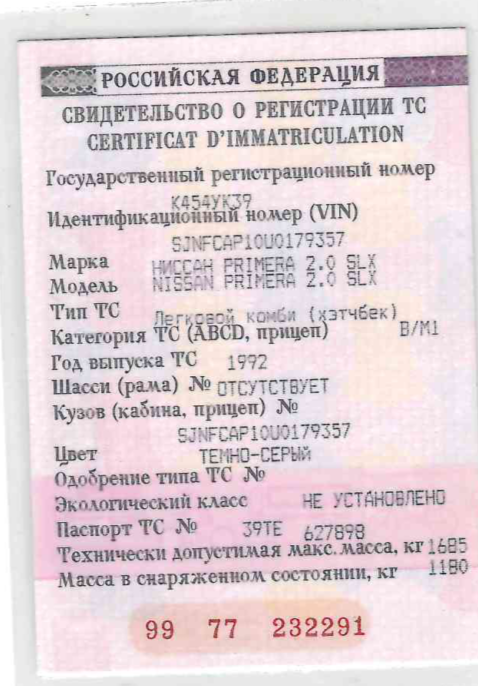 РОССИЙСКАЯ ФЕДЕРАЦИЯ
СВИДЕТЕЛЬСТВО О РЕГИСТРАЦИИ ТС
CERTIFICAT D'IMMATRICULATION
Государственный регистрационный номер
К454УК39
Идентификационный номер (VIN)
SJNFCAP10U0179357
Марка НИССАН PRIMERA 2.0 SLX
Модель NISSAN PRIMERA 2.0 SLX
Тип ТС Легковой комби (хэтчбек)
Категория ТС (ABCD, прицеп) B/M1
Год выпуска ТС 1992
Шасси (рама) № ОТСУТСТВУЕТ
Кузов (кабина, прицеп) №
SJNFCAP10U0179357
Цвет ТЕМНО-СЕРЫЙ
Одобрение типа ТС №
Экологический класс НЕ УСТАНОВЛЕНО
Паспорт ТС № 39ТЕ 627898
Технически допустимая макс. масса, кг 1685
Масса в снаряженном состоянии, кг 1180
99 77 232291